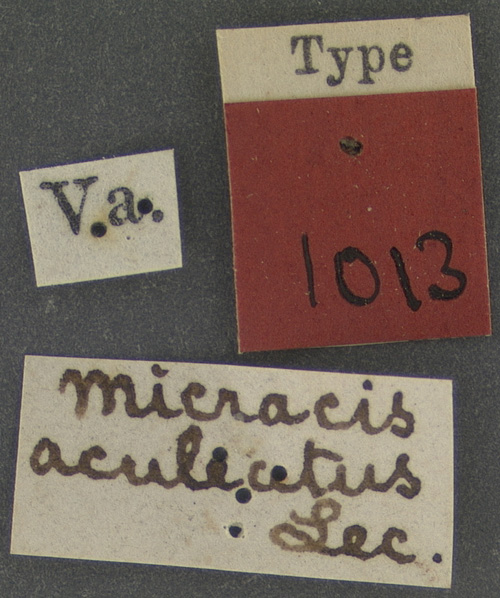 Type
1013
Va.
micracis
aculeatus
Lec.